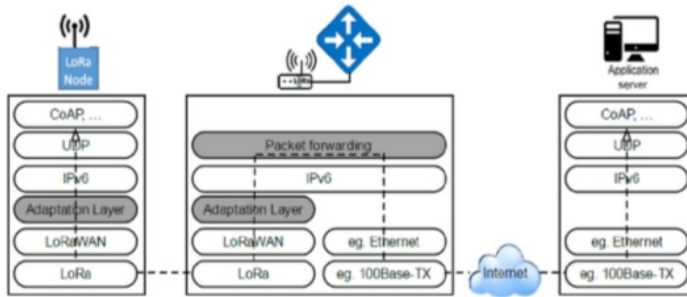 LoRa
Node
Application
server
CoAP, ...
UDP
IPv6
Adaptation Layer
LoRaWAN
LoRa
Packet forwarding
IPv6
Adaptation Layer
LoRaWAN
LoRa
eg. Ethernet
eg. 100Base-TX
Internet
CoAP, ...
UDP
IPv6
eg. Ethernet
eg. 100Base-TX